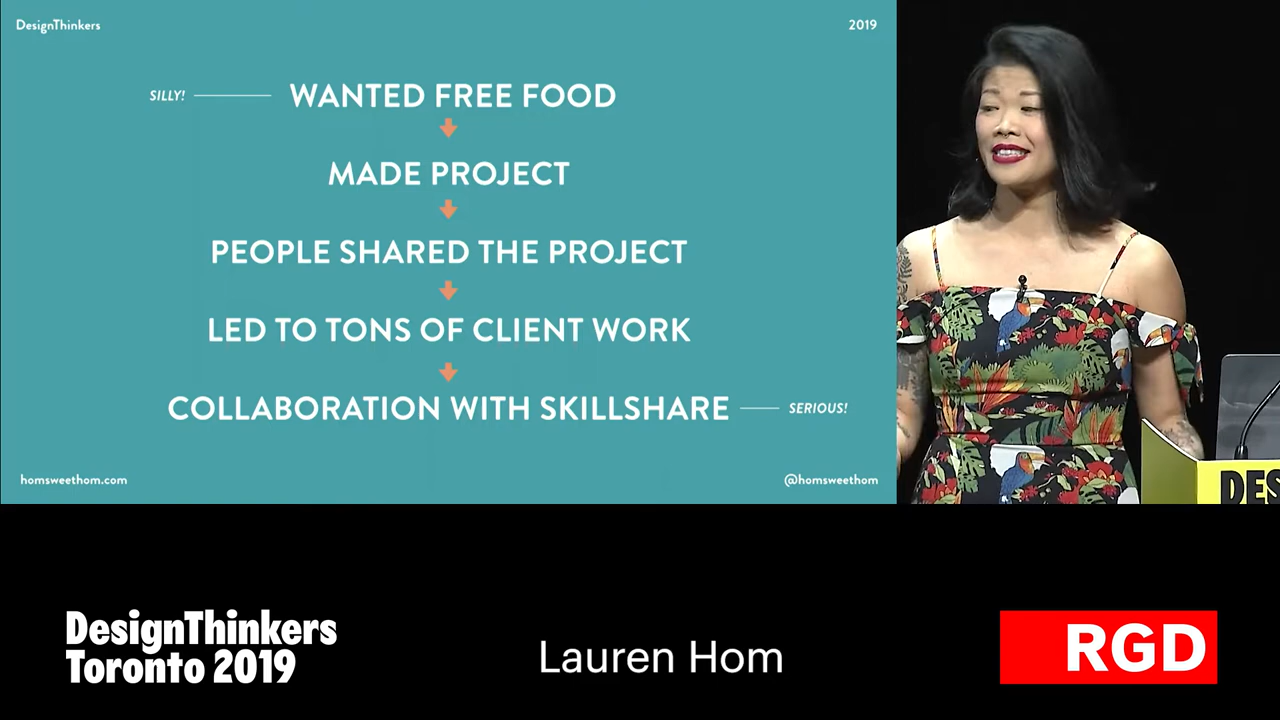 DesignThinkers
2019
SILLY!
WANTED FREE FOOD
MADE PROJECT
PEOPLE SHARED THE PROJECT
LED TO TONS OF CLIENT WORK
COLLABORATION WITH SKILLSHARE
SERIOUS!
homsweethom.com
@homsweethom
DES
DesignThinkers
Toronto 2019
Lauren Hom
RGD